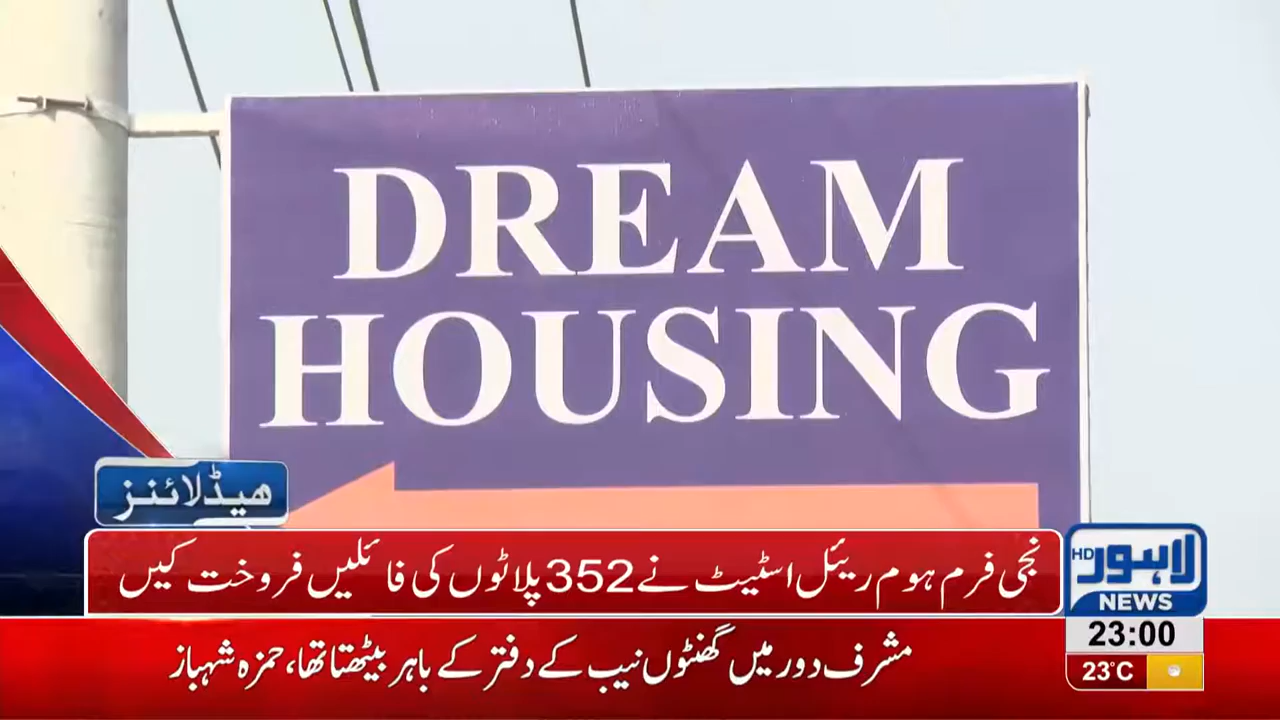 DREAM
HOUSING
ہیڈلائنز
نجی فرم ہوم ریئل اسٹیٹ نے 352 پلاٹوں کی فائلیں فروخت کیں
لاہور HD
NEWS
23:00
23°C
مشرف دور میں گھنٹوں نیب کے دفتر کے باہر بیٹھتا تھا، حمزہ شہباز